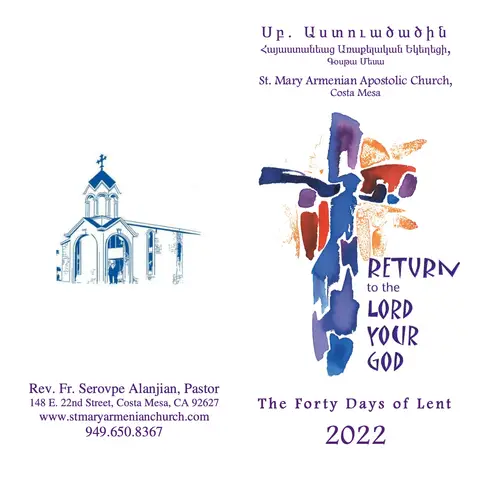 Սբ. Աստուածածին
Հայաստանեայց Առաքելական Եկեղեցի,
Գօսթա Մեսա
St. Mary Armenian Apostolic Church,
Costa Mesa
RETURN
to the
LORD
YOUR
GOD
The Forty Days of Lent
2022
Rev. Fr. Serovpe Alanjian, Pastor
148 E. 22nd Street, Costa Mesa, CA 92627
www.stmaryarmenianchurch.com
949.650.8367